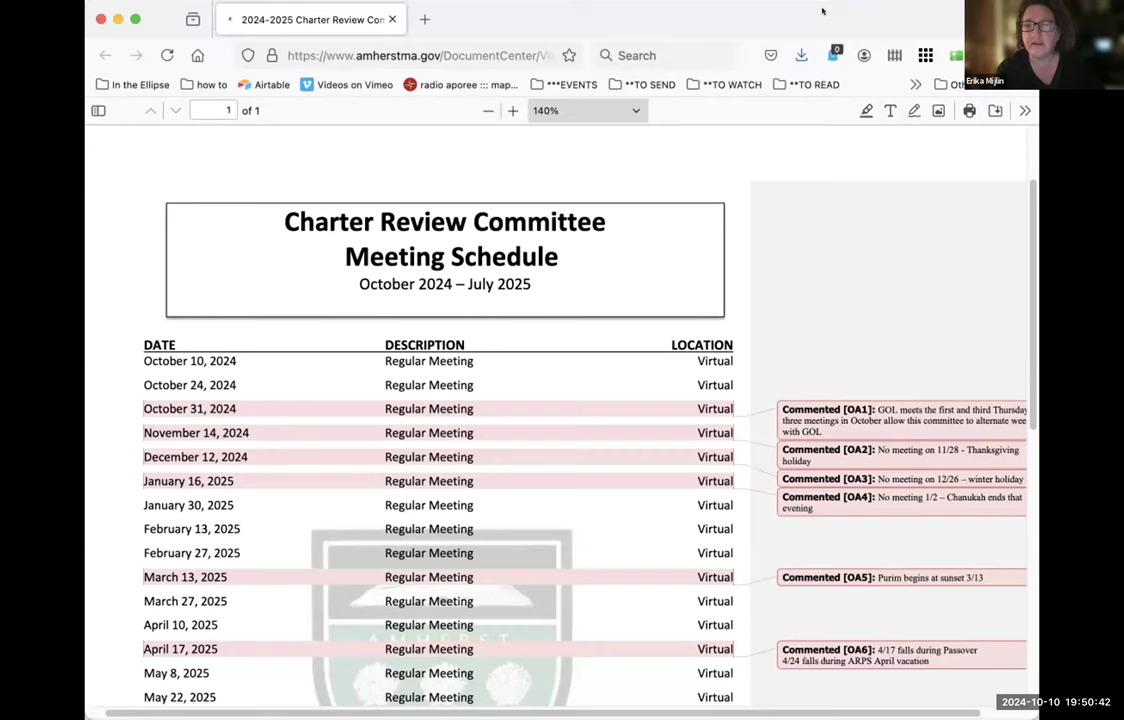 2024-2025 Charter Review Con
https://www.amherstma.gov/DocumentCenter/Vi
Search
0
In the Ellipse
how to
Airtable
Videos on Vimeo
radio aporee ::: map...
***EVENTS
**TO SEND
**TO WATCH
**TO READ
Erika Mijlin
1 of 1
140%
Charter Review Committee
Meeting Schedule
October 2024 – July 2025
DATE DESCRIPTION LOCATION
October 10, 2024 Regular Meeting Virtual
October 24, 2024 Regular Meeting Virtual
October 31, 2024 Regular Meeting Virtual
November 14, 2024 Regular Meeting Virtual
December 12, 2024 Regular Meeting Virtual
January 16, 2025 Regular Meeting Virtual
January 30, 2025 Regular Meeting Virtual
February 13, 2025 Regular Meeting Virtual
February 27, 2025 Regular Meeting Virtual
March 13, 2025 Regular Meeting Virtual
March 27, 2025 Regular Meeting Virtual
April 10, 2025 Regular Meeting Virtual
April 17, 2025 Regular Meeting Virtual
May 8, 2025 Regular Meeting Virtual
May 22, 2025 Regular Meeting Virtual
AMHERST
Commented [OA1]: GOL meets the first and third Thursday
three meetings in October allow this committee to alternate wee
with GOL
Commented [OA2]: No meeting on 11/28 - Thanksgiving
holiday
Commented [OA3]: No meeting on 12/26 – winter holiday
Commented [OA4]: No meeting 1/2 – Chanukah ends that
evening
Commented [OA5]: Purim begins at sunset 3/13
Commented [OA6]: 4/17 falls during Passover
4/24 falls during ARPS April vacation
2024-10-10 19:50:42